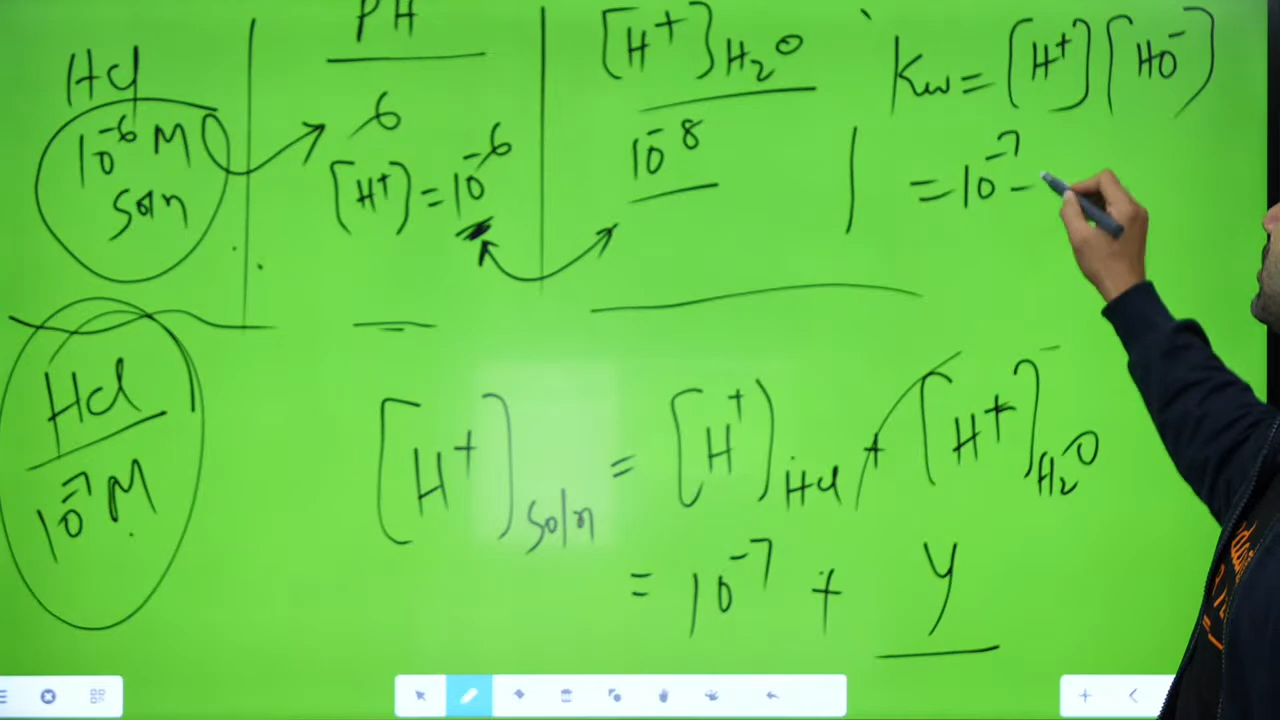 HCl
10⁻⁶ M
Soln
PH
6
[H⁺] = 10⁻⁶
[H⁺]H₂O
10⁻⁸
Kw = [H⁺] [HO⁻]
= 10⁻⁷ -
HCl
10⁻⁷ M
[H⁺]Soln = [H⁺]HCl + [H⁺]H₂O
= 10⁻⁷ + y